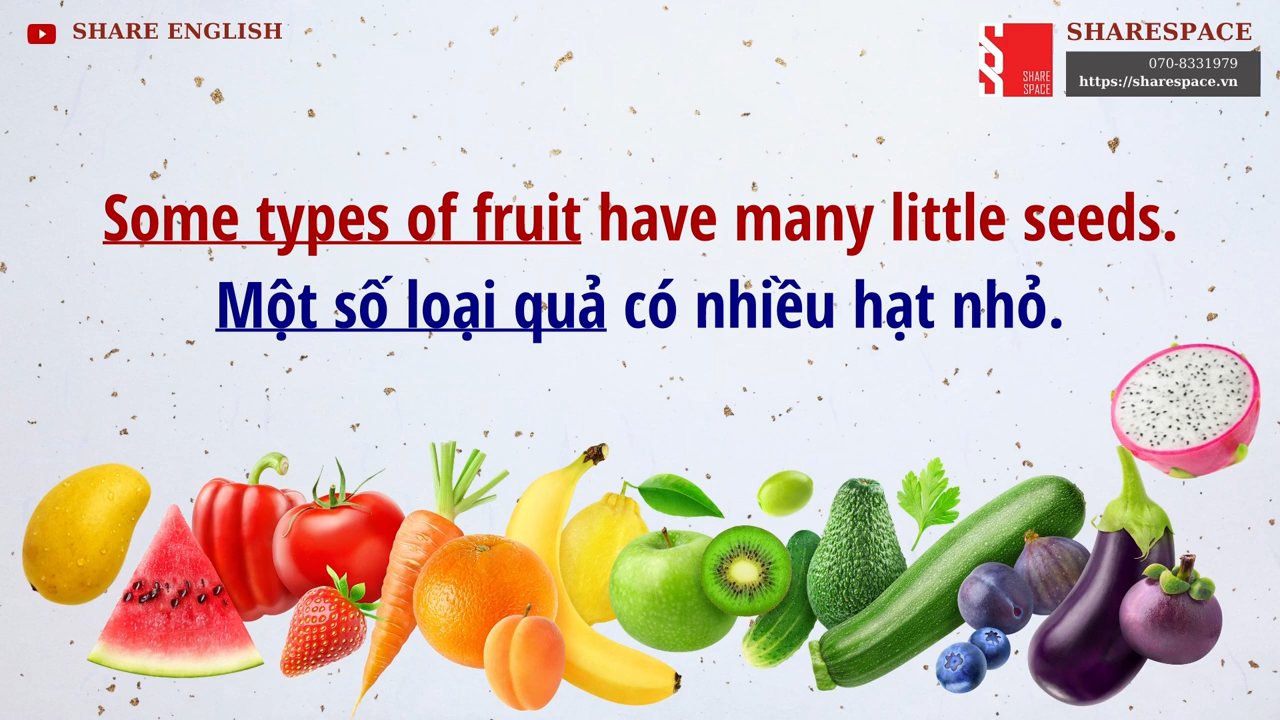 SHARE ENGLISH
SHARESPACE
070-8331979
https://sharespace.vn
SHARE
SPACE
Some types of fruit have many little seeds.
Một số loại quả có nhiều hạt nhỏ.